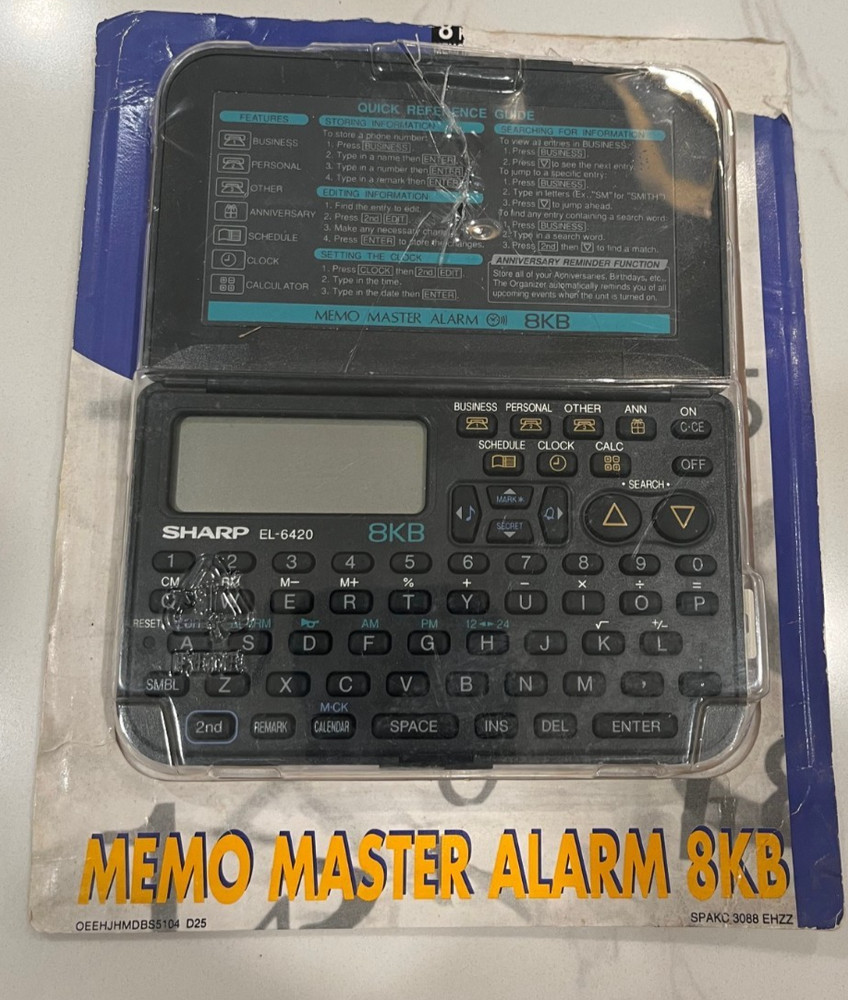 8
QUICK REFERENCE GUIDE
FEATURES
BUSINESS
PERSONAL
OTHER
ANNIVERSARY
SCHEDULE
CLOCK
CALCULATOR
STORING INFORMATION
To store a phone number:
1. Press BUSINESS
2. Type in a name then ENTER
3. Type in a number then ENTER
4. Type in a remark then ENTER
EDITING INFORMATION
1. Find the entry to edit.
2. Press 2nd EDIT
3. Make any necessary
4. Press ENTER to store the changes.
SETTING THE CLOCK
1. Press CLOCK then 2nd EDIT
2. Type in the time.
3. Type in the date then ENTER.
SEARCHING FOR INFORMATION
To view all entries in BUSINESS:
1. Press BUSINESS
2. Press ▽ to see the next entry.
To jump to a specific entry:
1. Press BUSINESS
2. Type in letters (Ex.:"SM" for "SMITH")
3. Press ▽ to jump ahead.
To find any entry containing a search word:
1. Press BUSINESS
2. Type in a search word.
3. Press 2nd then ▽ to find a match.
ANNIVERSARY REMINDER FUNCTION
Store all of your Anniversaries, Birthdays, etc.,
The Organizer automatically reminds you of all
upcoming events when the unit is turned on.
MEMO MASTER ALARM 8KB
BUSINESS PERSONAL OTHER ANN ON
C·CE
SCHEDULE CLOCK CALC
OFF
MARK *
SECRET
• SEARCH •
SHARP EL-6420 8KB
1 2 3 4 5 6 7 8 9 0
CM RM M− M+ % + − × ÷ =
Q W E R T Y U I O P
RESET AM PM 12 24 √ +/−
A S D F G H J K L
SMBL Z X C V B N M , .
M-CK
2nd REMARK CALENDAR SPACE INS DEL ENTER
MEMO MASTER ALARM 8KB
OEEHJHMDBS5104 D25
SPAKC 3088 EHZZ